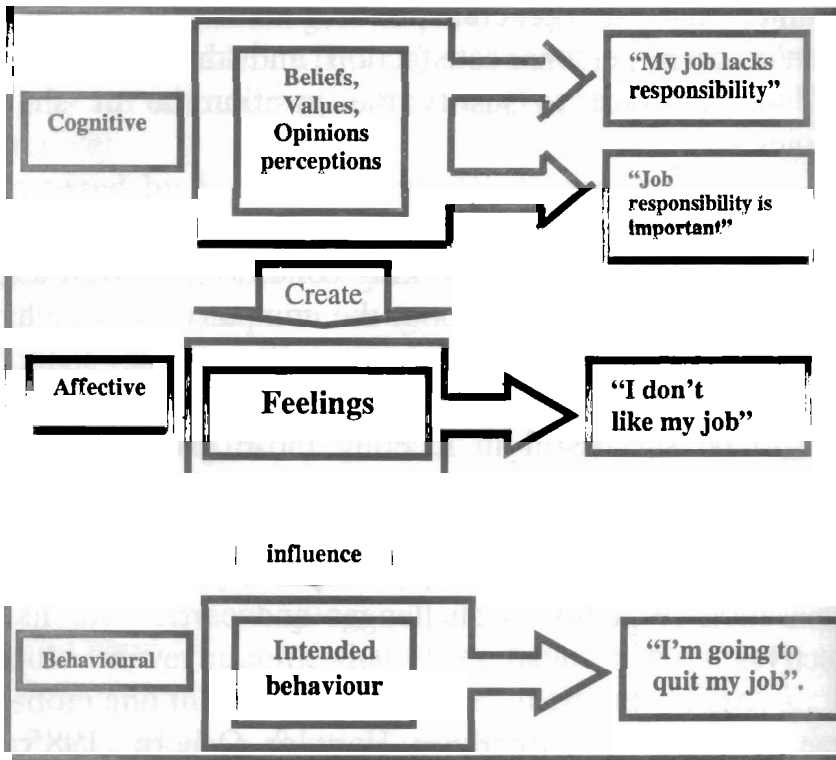 Cognitive
Beliefs,
Values,
Opinions
perceptions
“My job lacks
responsibility”
“Job
responsibility is
important”
Create
Affective
Feelings
“I don't
like my job”
influence
Behavioural
Intended
behaviour
“I'm going to
quit my job”.